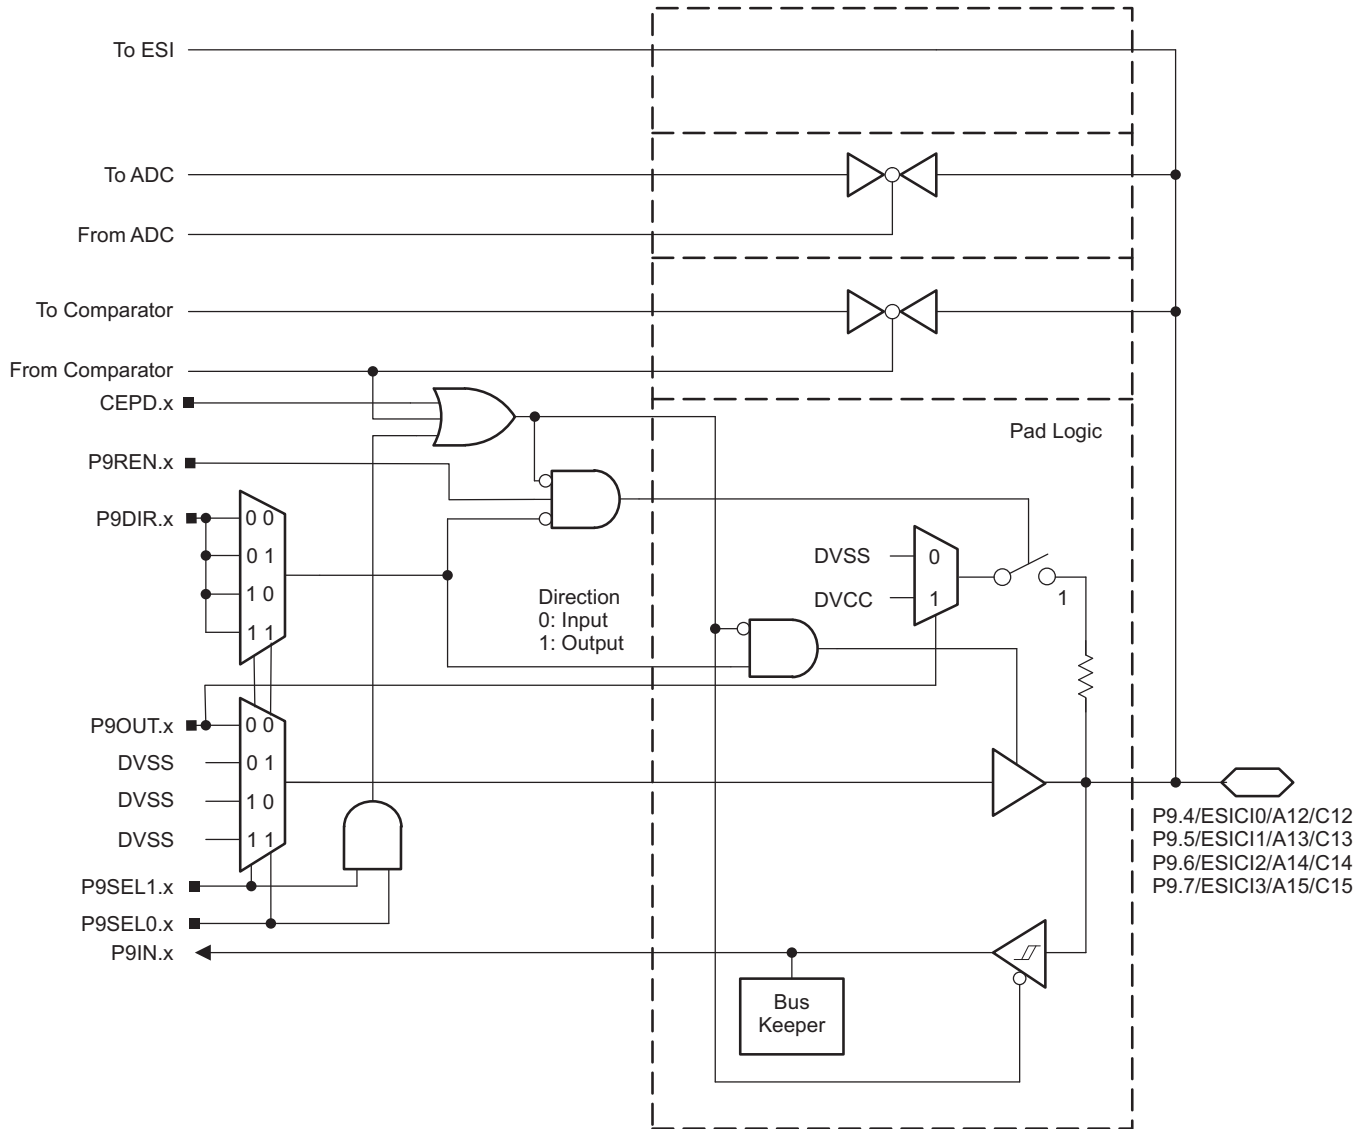 To ESI
To ADC
From ADC
To Comparator
From Comparator
CEPD.x
Pad Logic
P9REN.x
P9DIR.x
0 0
0 1
1 0
1 1
Direction
0: Input
1: Output
DVSS
0
DVCC
1
1
P9OUT.x
0 0
DVSS
0 1
DVSS
1 0
DVSS
1 1
P9SEL1.x
P9SEL0.x
P9IN.x
Bus
Keeper
P9.4/ESICI0/A12/C12
P9.5/ESICI1/A13/C13
P9.6/ESICI2/A14/C14
P9.7/ESICI3/A15/C15